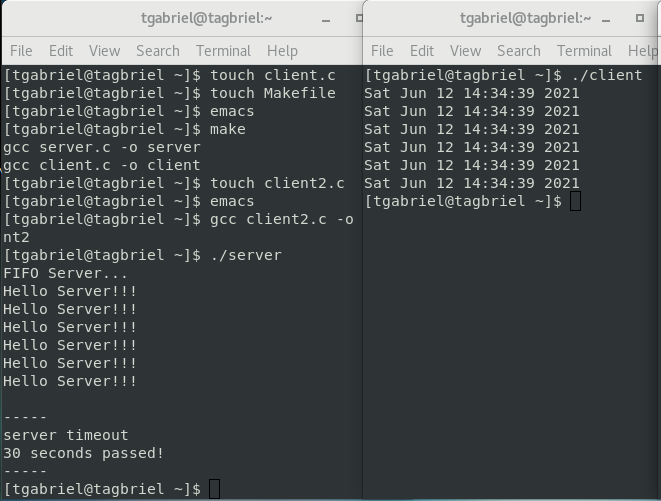 tgabriel@tagbriel:~
File Edit View Search Terminal Help
[tgabriel@tagbriel ~]$ touch client.c
[tgabriel@tagbriel ~]$ touch Makefile
[tgabriel@tagbriel ~]$ emacs
[tgabriel@tagbriel ~]$ make
gcc server.c -o server
gcc client.c -o client
[tgabriel@tagbriel ~]$ touch client2.c
[tgabriel@tagbriel ~]$ emacs
[tgabriel@tagbriel ~]$ gcc client2.c -o
nt2
[tgabriel@tagbriel ~]$ ./server
FIFO Server...
Hello Server!!!
Hello Server!!!
Hello Server!!!
Hello Server!!!
Hello Server!!!
Hello Server!!!
-----
server timeout
30 seconds passed!
-----
[tgabriel@tagbriel ~]$
tgabriel@tagbriel:~
File Edit View Search Terminal Help
[tgabriel@tagbriel ~]$ ./client
Sat Jun 12 14:34:39 2021
Sat Jun 12 14:34:39 2021
Sat Jun 12 14:34:39 2021
Sat Jun 12 14:34:39 2021
Sat Jun 12 14:34:39 2021
Sat Jun 12 14:34:39 2021
[tgabriel@tagbriel ~]$